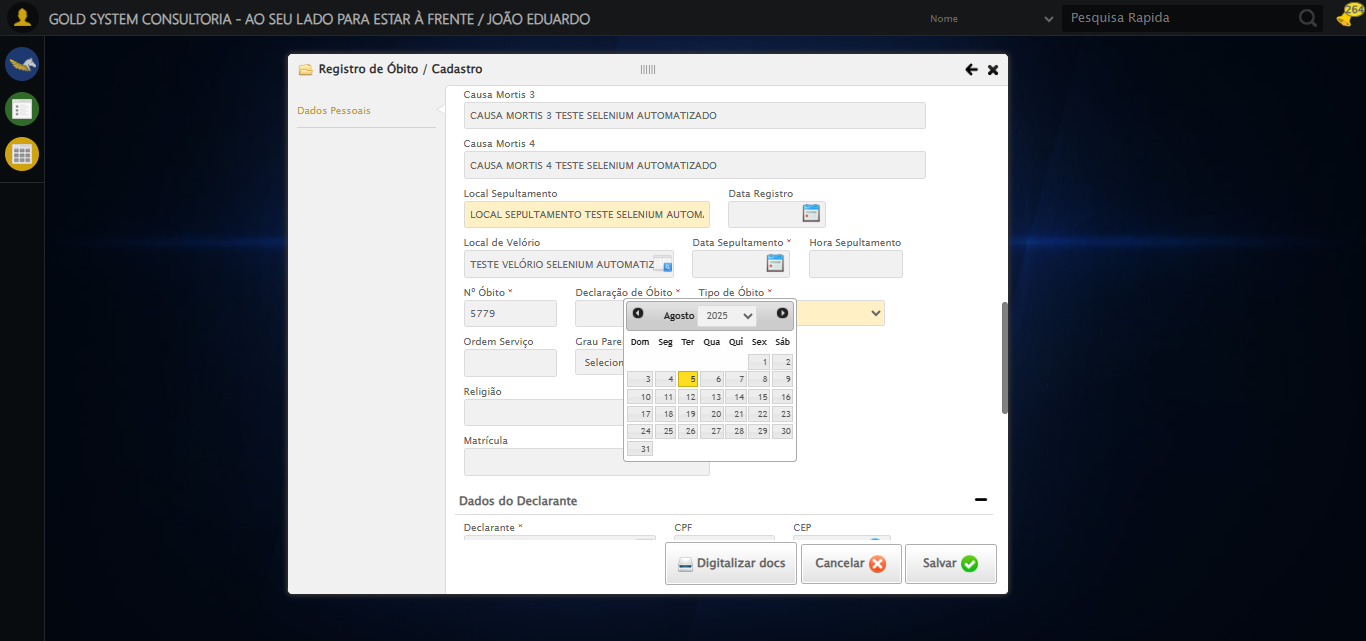 GOLD SYSTEM CONSULTORIA - AO SEU LADO PARA ESTAR À FRENTE / JOÃO EDUARDO
Nome
Pesquisa Rapida
264
Registro de Óbito / Cadastro
Dados Pessoais
Causa Mortis 3
CAUSA MORTIS 3 TESTE SELENIUM AUTOMATIZADO
Causa Mortis 4
CAUSA MORTIS 4 TESTE SELENIUM AUTOMATIZADO
Local Sepultamento Data Registro
LOCAL SEPULTAMENTO TESTE SELENIUM AUTOM
Local de Velório Data Sepultamento * Hora Sepultamento
TESTE VELÓRIO SELENIUM AUTOMATIZ
Nº Óbito * Declaração de Óbito * Tipo de Óbito *
5779
Agosto 2025
Dom Seg Ter Qua Qui Sex Sáb
1 2
3 4 5 6 7 8 9
10 11 12 13 14 15 16
17 18 19 20 21 22 23
24 25 26 27 28 29 30
31
Ordem Serviço Grau Pare
Selecion
Religião
Matrícula
Dados do Declarante
Declarante * CPF CEP
Digitalizar docs Cancelar Salvar